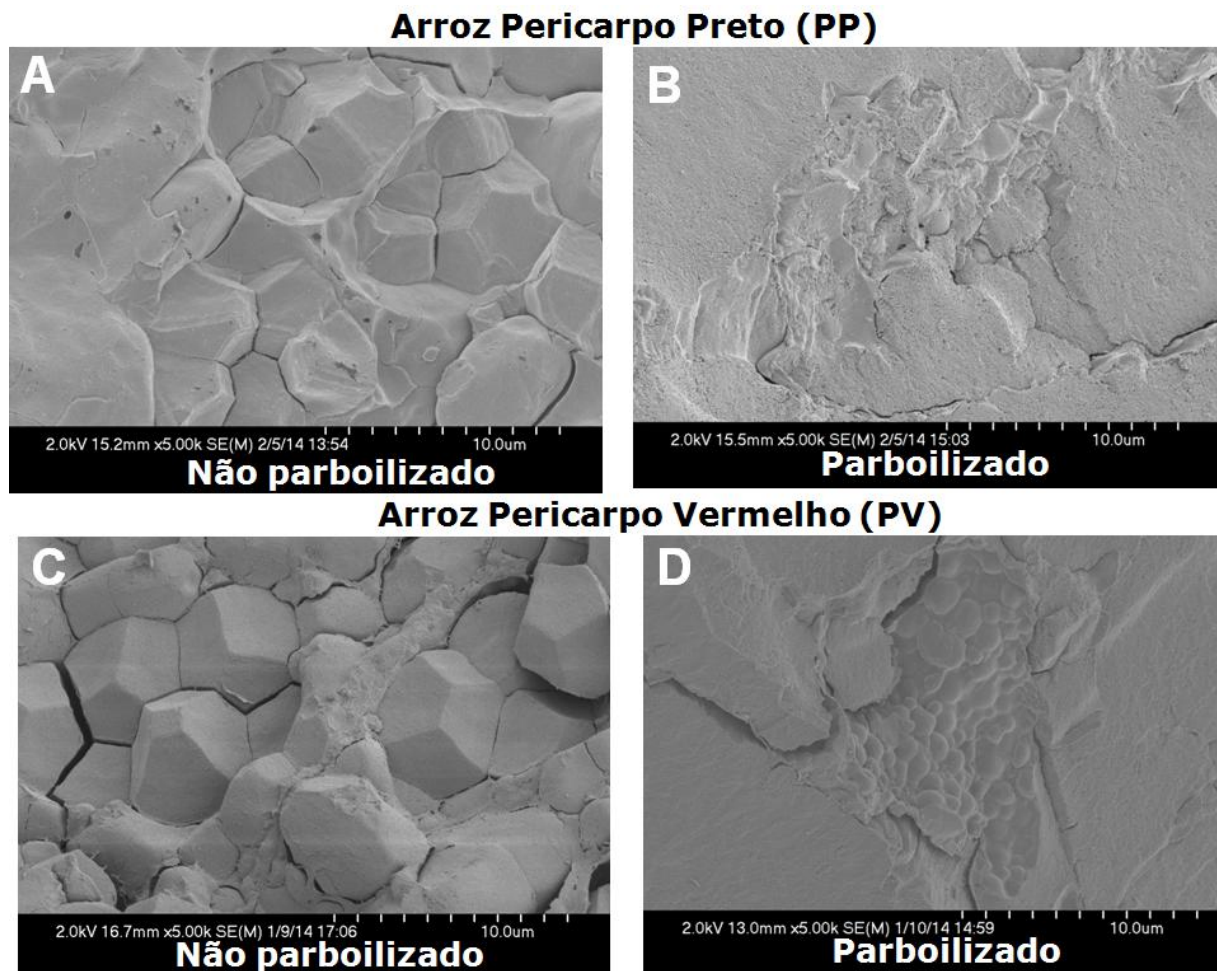 Arroz Pericarpo Preto (PP)
A
B
2.0kV 15.2mm x5.00k SE(M) 2/5/14 13:54 10.0um
Não parboilizado
2.0kV 15.5mm x5.00k SE(M) 2/5/14 15:03 10.0um
Parboilizado
Arroz Pericarpo Vermelho (PV)
C
D
2.0kV 16.7mm x5.00k SE(M) 1/9/14 17:06 10.0um
Não parboilizado
2.0kV 13.0mm x5.00k SE(M) 1/10/14 14:59 10.0um
Parboilizado